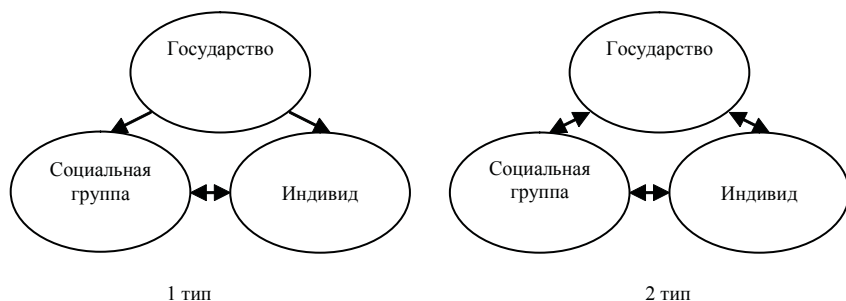 Государство
Социальная
группа
Индивид
1 тип
Государство
Социальная
группа
Индивид
2 тип